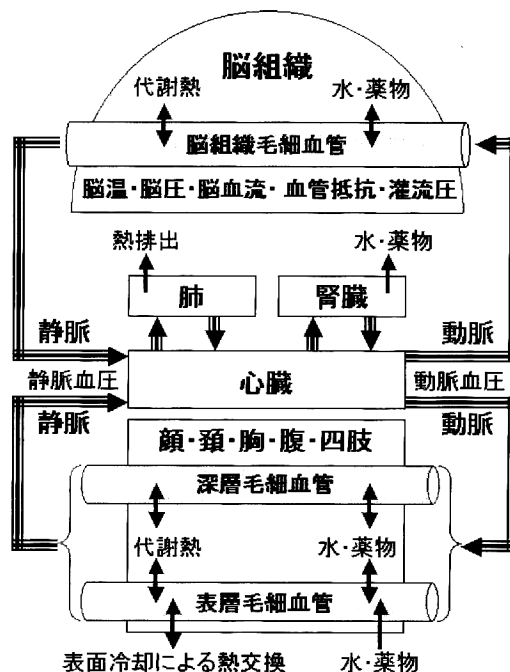 脳組織
代謝熱 水・薬物
脳組織毛細血管
脳温・脳圧・脳血流・血管抵抗・灌流圧
熱排出 水・薬物
肺 腎臓
静脈 動脈
静脈血圧 心臓 動脈血圧
静脈 動脈
顔・頚・胸・腹・四肢
深層毛細血管
代謝熱 水・薬物
表層毛細血管
表面冷却による熱交換 水・薬物